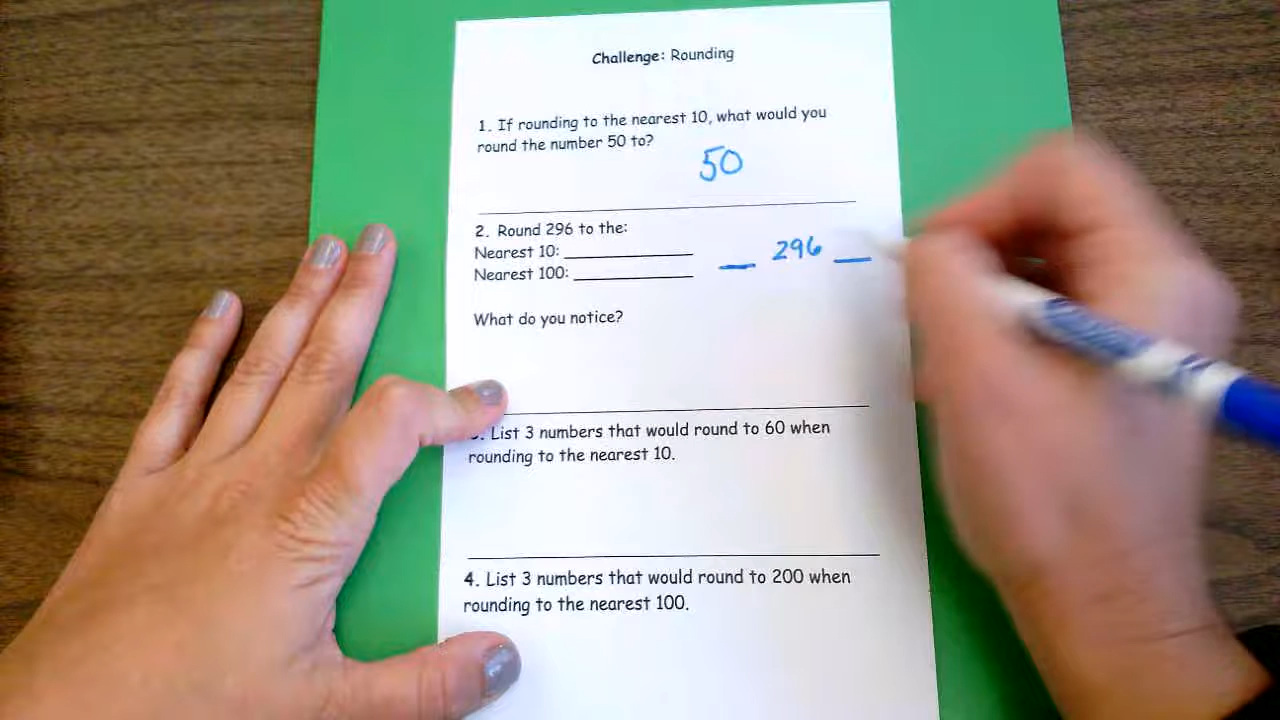 Challenge: Rounding
1. If rounding to the nearest 10, what would you
round the number 50 to?
50
2. Round 296 to the:
Nearest 10: ____________
Nearest 100: ___________
__ 296 __
What do you notice?
List 3 numbers that would round to 60 when
rounding to the nearest 10.
4. List 3 numbers that would round to 200 when
rounding to the nearest 100.